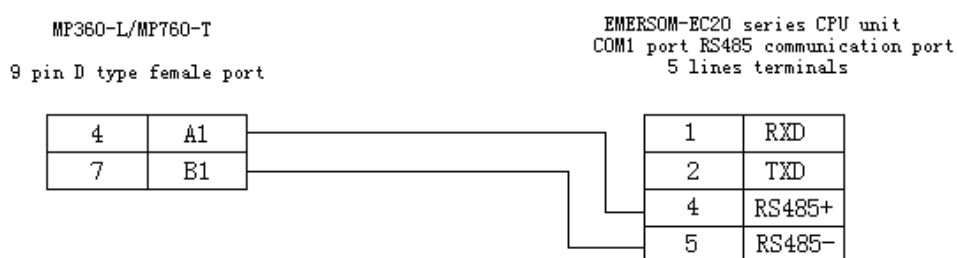 MP360-L/MP760-T
9 pin D type female port
EMERSOM-EC20 series CPU unit
COM1 port RS485 communication port
5 lines terminals
4 A1
7 B1
1 RXD
2 TXD
4 RS485+
5 RS485-